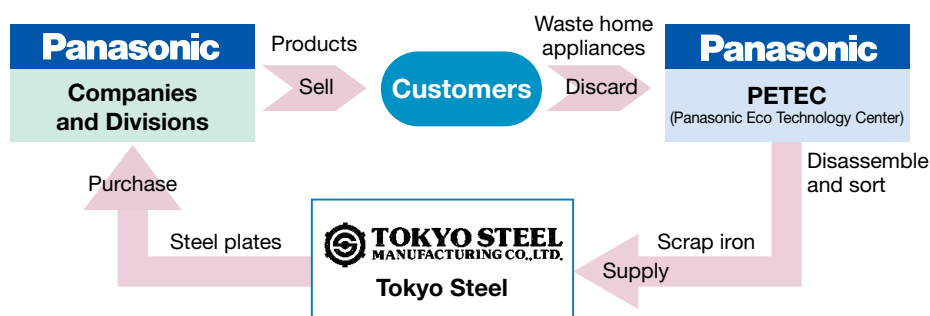 Panasonic
Companies
and Divisions
Products
Sell
Customers
Waste home
appliances
Discard
Panasonic
PETEC
(Panasonic Eco Technology Center)
Disassemble
and sort
Scrap iron
Supply
TOKYO STEEL
MANUFACTURING CO.,LTD.
Tokyo Steel
Steel plates
Purchase